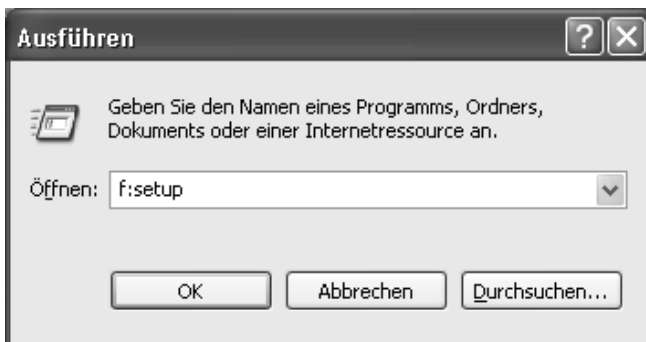 Ausführen
Geben Sie den Namen eines Programms, Ordners,
Dokuments oder einer Internetressource an.
Öffnen: f:setup
OK Abbrechen Durchsuchen...